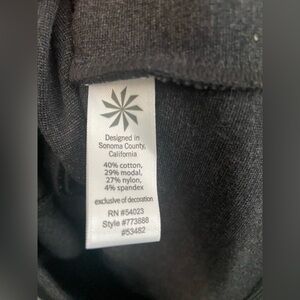 Designed in
Sonoma County,
California
40% cotton,
29% modal,
27% nylon,
4% spandex
exclusive of decoration
RN #54023
Style #773888
#53482